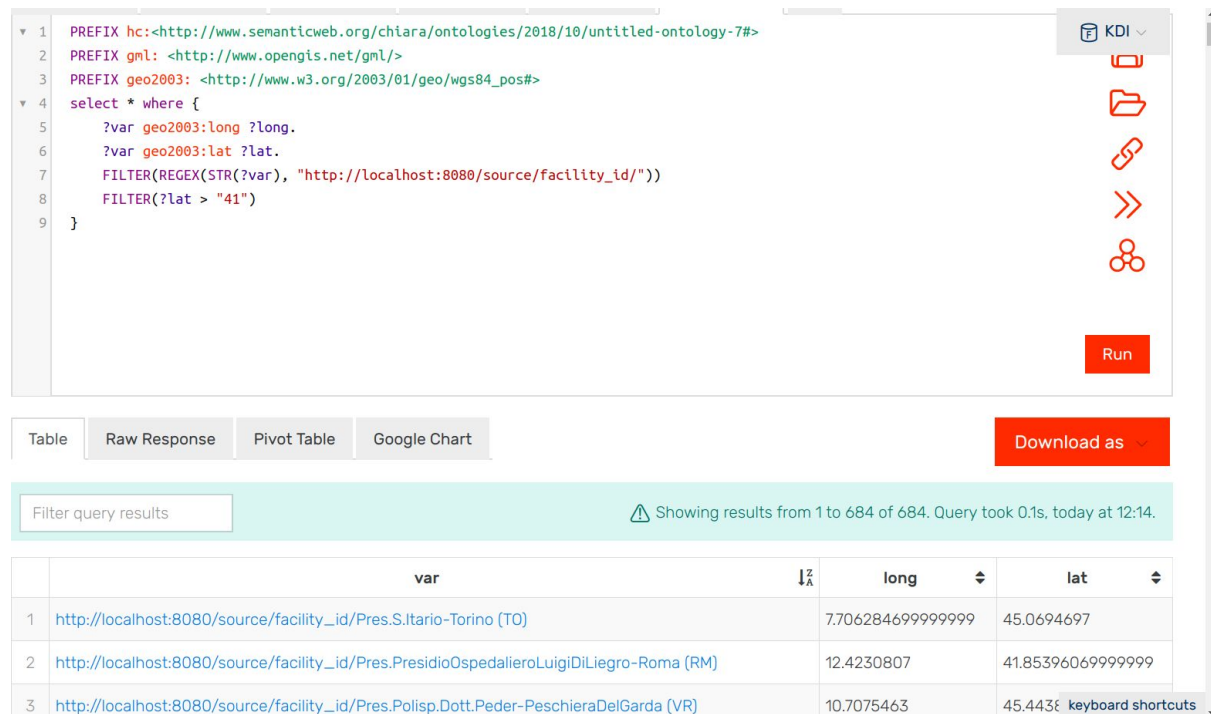 1 PREFIX hc:<http://www.semanticweb.org/chiara/ontologies/2018/10/untitled-ontology-7#>
2 PREFIX gml: <http://www.opengis.net/gml/>
3 PREFIX geo2003: <http://www.w3.org/2003/01/geo/wgs84_pos#>
4 select * where {
5 ?var geo2003:long ?long.
6 ?var geo2003:lat ?lat.
7 FILTER(REGEX(STR(?var), "http://localhost:8080/source/facility_id/"))
8 FILTER(?lat > "41")
9 }
KDI
Run
Table Raw Response Pivot Table Google Chart
Download as
Filter query results
Showing results from 1 to 684 of 684. Query took 0.1s, today at 12:14.
var long lat
1 http://localhost:8080/source/facility_id/Pres.S.Itario-Torino (TO) 7.706284699999999 45.0694697
2 http://localhost:8080/source/facility_id/Pres.PresidioOspedalieroLuigiDiLiegro-Roma (RM) 12.4230807 41.85396069999999
3 http://localhost:8080/source/facility_id/Pres.Polisp.Dott.Peder-PeschieraDelGarda (VR) 10.7075463 45.443
keyboard shortcuts